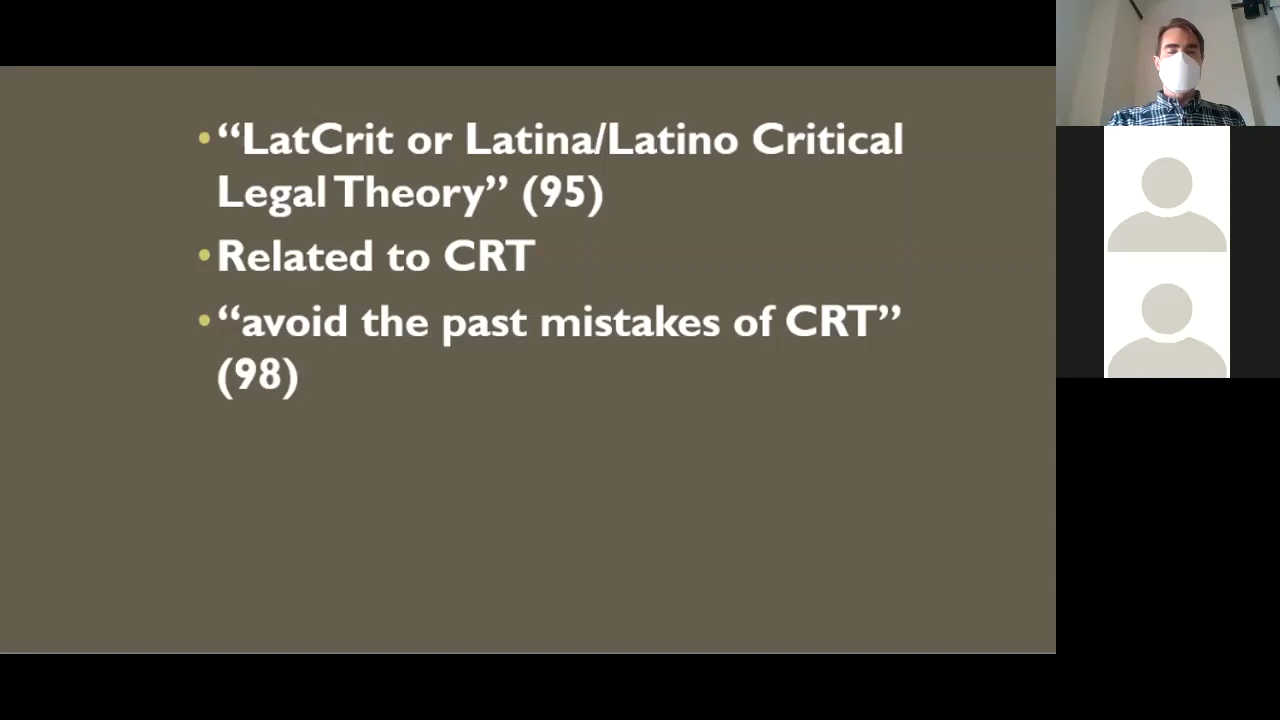 • “LatCrit or Latina/Latino Critical
Legal Theory” (95)
• Related to CRT
• “avoid the past mistakes of CRT”
(98)